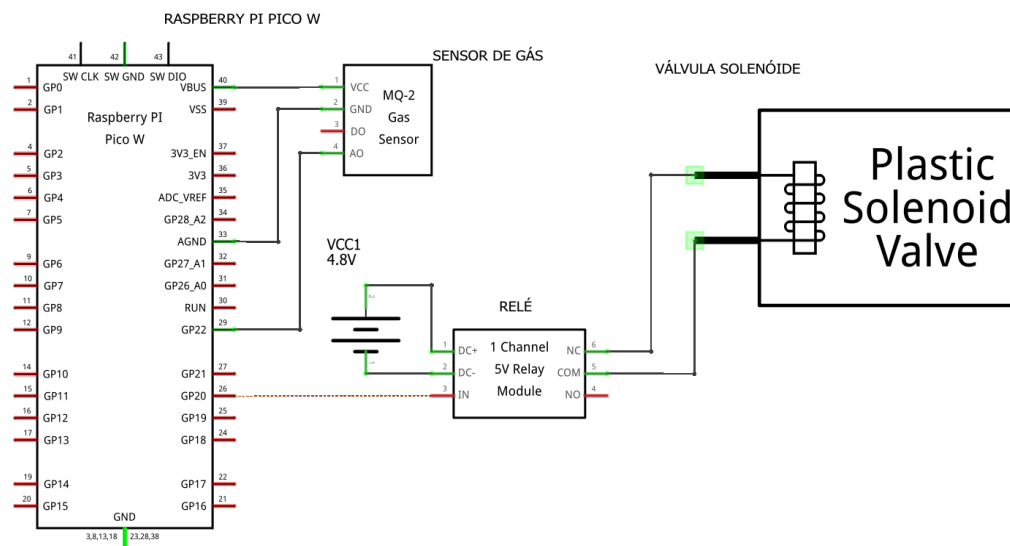 RASPBERRY PI PICO W
SENSOR DE GÁS
VÁLVULA SOLENÓIDE
41 42 43
SW CLK SW GND SW DIO
Raspberry Pi
Pico W
1 GP0
2 GP1
4 GP2
5 GP3
6 GP4
7 GP5
9 GP6
10 GP7
11 GP8
12 GP9
14 GP10
15 GP11
16 GP12
17 GP13
19 GP14
20 GP15
VBUS 40
VSS 39
3V3_EN 37
3V3 36
ADC_VREF 35
GP28_A2 34
AGND 33
GP27_A1 32
GP26_A0 31
RUN 30
GP22 29
GP21 27
GP20 26
GP19 25
GP18 24
GP17 22
GP16 21
GND
3,8,13,18 23,28,38
1 VCC
2 GND
3 DO
4 AO
MQ-2
Gas
Sensor
VCC1
4.8V
2
1
RELÉ
1 DC+
2 DC-
3 IN
1 Channel
5V Relay
Module
NC 6
COM 5
NO 4
Plastic
Solenoid
Valve